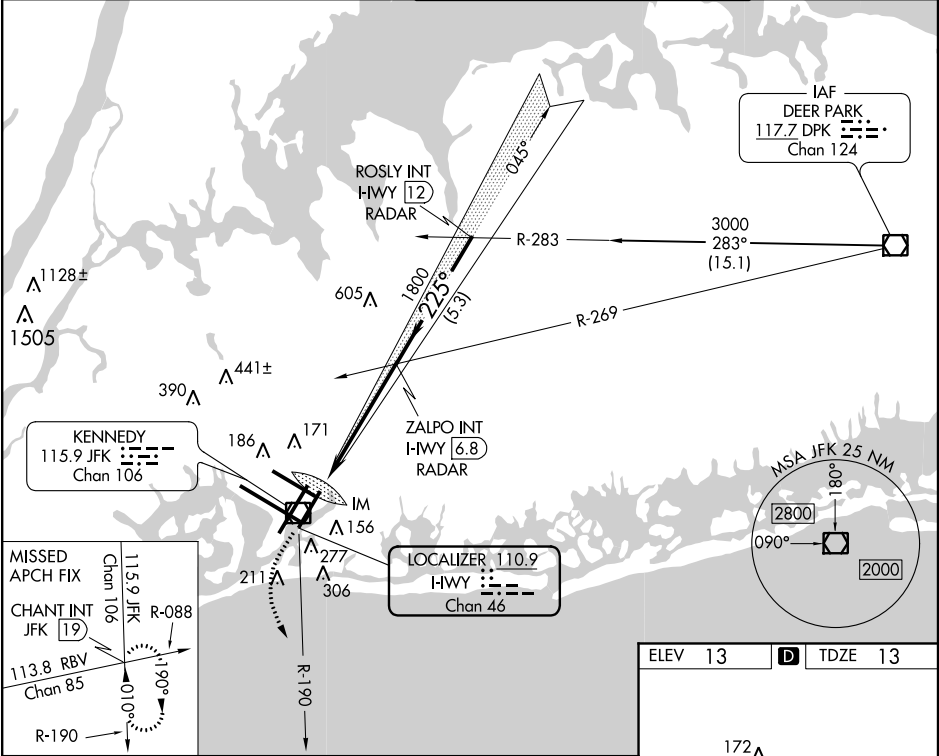 IAF
DEER PARK
117.7 DPK
Chan 124
ROSLY INT
I-IWY 12
RADAR
045°
R-283
3000
283°
(15.1)
1128±
1505
605
1800
225°
(5.3)
R-269
441±
390
ZALPO INT
I-IWY 6.8
RADAR
KENNEDY
115.9 JFK
Chan 106
186
171
IM
156
277
211
306
LOCALIZER 110.9
I-IWY
Chan 46
MSA JFK 25 NM
180°
2800
090°
2000
MISSED
APCH FIX
115.9 JFK
Chan 106
CHANT INT
JFK 19
R-088
113.8 RBV
Chan 85
190°
010°
R-190
R-190
ELEV 13 D TDZE 13
172